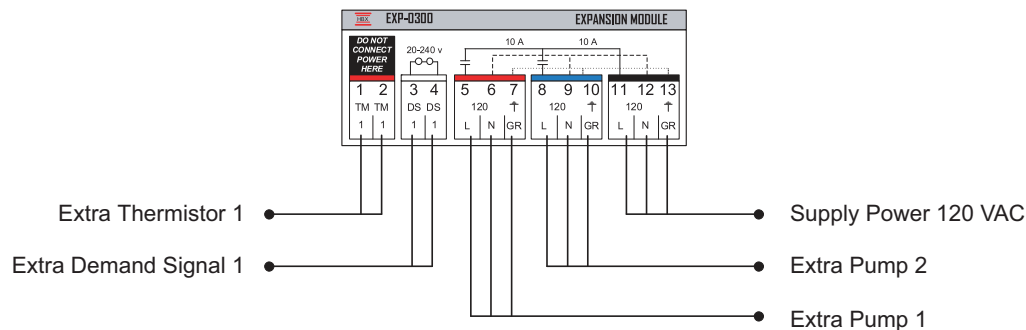 HBX EXP-0300 EXPANSION MODULE
DO NOT
CONNECT
POWER
HERE
20-240 v
10 A 10 A
1 2 3 4 5 6 7 8 9 10 11 12 13
TM TM DS DS 120 120 120
1 1 1 1 L N GR L N GR L N GR
Extra Thermistor 1
Supply Power 120 VAC
Extra Demand Signal 1
Extra Pump 2
Extra Pump 1